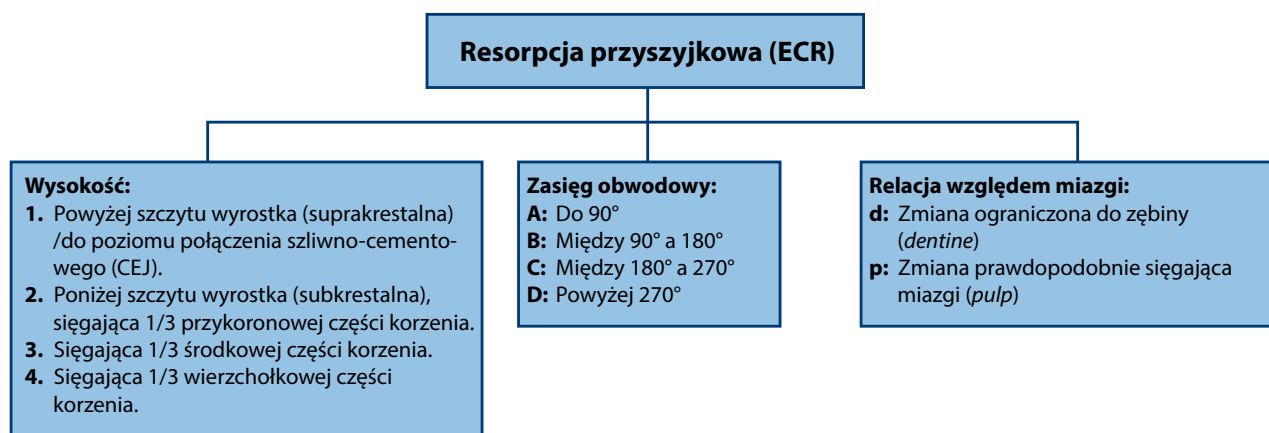 Resorpcja przyszyjkowa (ECR)
Wysokość:
1. Powyżej szczytu wyrostka (suprakrestalna)
/do poziomu połączenia szliwno-cemento-
wego (CEJ).
2. Poniżej szczytu wyrostka (subkrestalna),
sięgająca 1/3 przykoronowej części korzenia.
3. Sięgająca 1/3 środkowej części korzenia.
4. Sięgająca 1/3 wierzchołkowej części
korzenia.
Zasięg obwodowy:
A: Do 90°
B: Między 90° a 180°
C: Między 180° a 270°
D: Powyżej 270°
Relacja względem miazgi:
d: Zmiana ograniczona do zębiny
(dentine)
p: Zmiana prawdopodobnie sięgająca
miazgi (pulp)